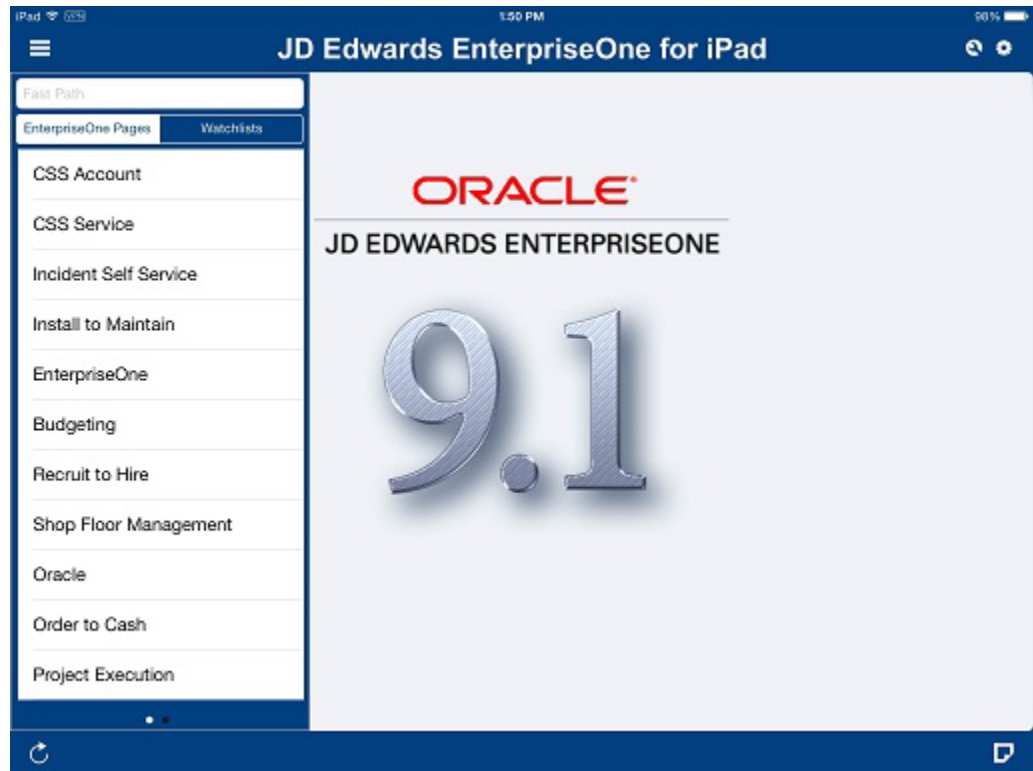 iPad VPN 1:50 PM 98%
JD Edwards EnterpriseOne for iPad
Fast Path
EnterpriseOne Pages Watchlists
CSS Account
CSS Service
Incident Self Service
Install to Maintain
EnterpriseOne
Budgeting
Recruit to Hire
Shop Floor Management
Oracle
Order to Cash
Project Execution
ORACLE
JD EDWARDS ENTERPRISEONE
9.1